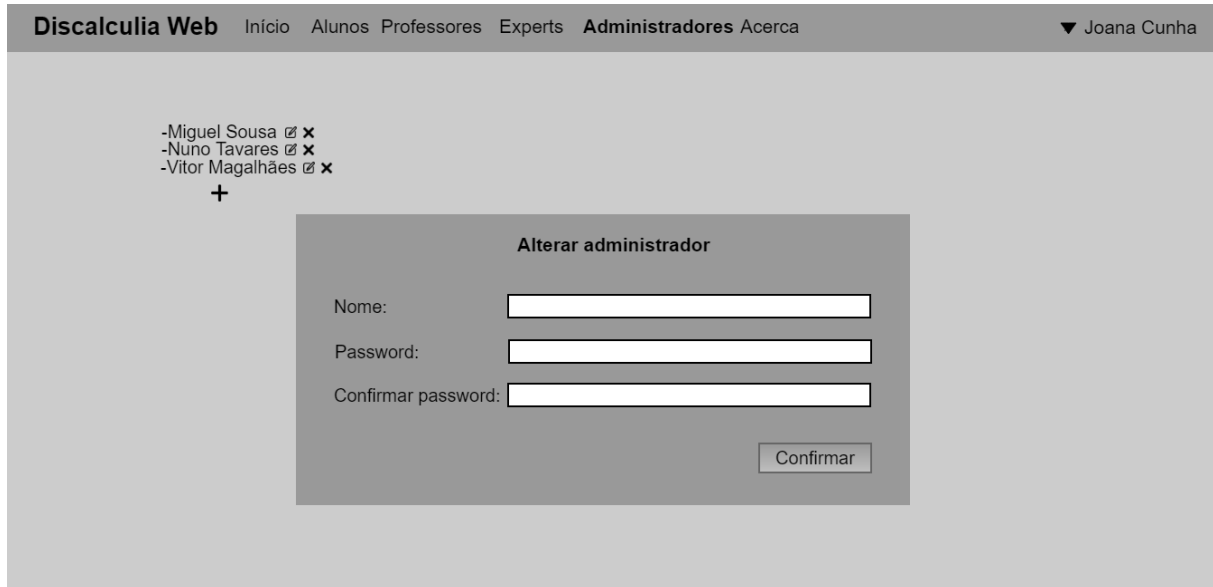 Discalculia Web Início Alunos Professores Experts Administradores Acerca ▼ Joana Cunha
-Miguel Sousa
-Nuno Tavares
-Vitor Magalhães
+
Alterar administrador
Nome:
Password:
Confirmar password:
Confirmar